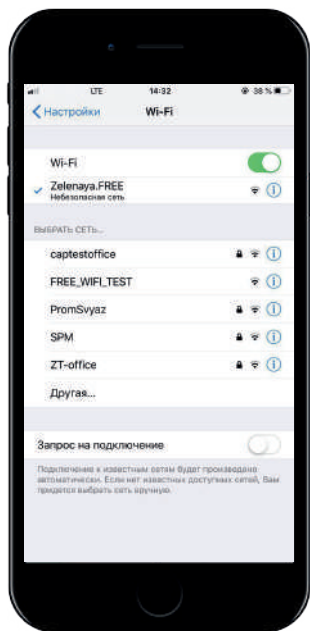 LTE 14:32 38 %
Настройки Wi-Fi
Wi-Fi
Zelenaya.FREE
Небезопасная сеть
ВЫБРАТЬ СЕТЬ...
captestoffice
FREE_WIFI_TEST
PromSvyaz
SPM
ZT-office
Другая...
Запрос на подключение
Подключение к известным сетям будет произведено
автоматически. Если нет известных доступных сетей, Вам
придется выбрать сеть вручную.